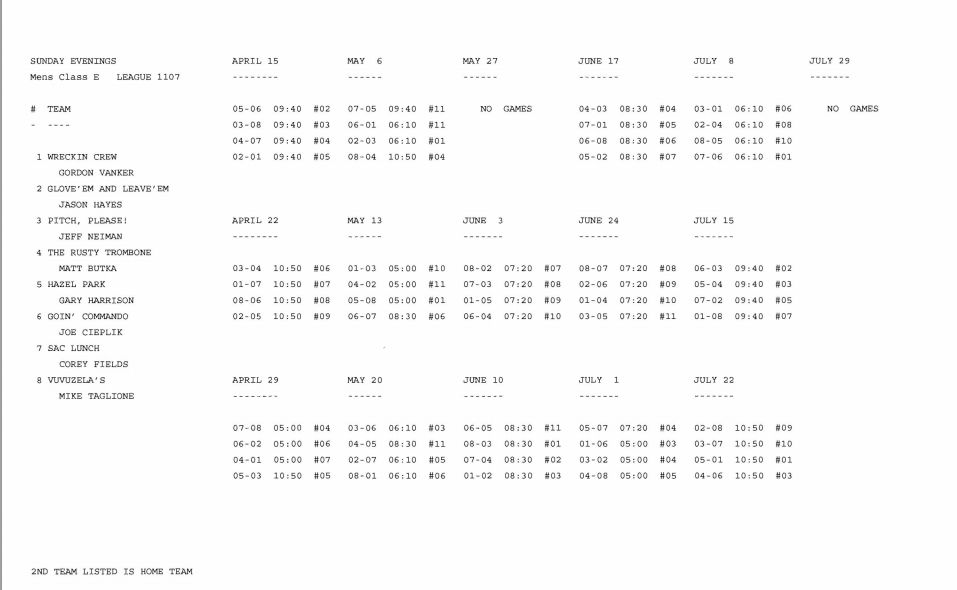 SUNDAY EVENINGS APRIL 15 MAY 6 MAY 27 JUNE 17 JULY 8 JULY 29
Mens Class E LEAGUE 1107 -------- ------ ------ ------- ------- -------
# TEAM 05-06 09:40 #02 07-05 09:40 #11 NO GAMES 04-03 08:30 #04 03-01 06:10 #06 NO GAMES
- ---- 03-08 09:40 #03 06-01 06:10 #11 07-01 08:30 #05 02-04 06:10 #08
04-07 09:40 #04 02-03 06:10 #01 06-08 08:30 #06 08-05 06:10 #10
1 WRECKIN CREW 02-01 09:40 #05 08-04 10:50 #04 05-02 08:30 #07 07-06 06:10 #01
GORDON VANKER
2 GLOVE'EM AND LEAVE'EM
JASON HAYES
3 PITCH, PLEASE! APRIL 22 MAY 13 JUNE 3 JUNE 24 JULY 15
JEFF NEIMAN -------- ------ ------- ------- -------
4 THE RUSTY TROMBONE
MATT BUTKA 03-04 10:50 #06 01-03 05:00 #10 08-02 07:20 #07 08-07 07:20 #08 06-03 09:40 #02
5 HAZEL PARK 01-07 10:50 #07 04-02 05:00 #11 07-03 07:20 #08 02-06 07:20 #09 05-04 09:40 #03
GARY HARRISON 08-06 10:50 #08 05-08 05:00 #01 01-05 07:20 #09 01-04 07:20 #10 07-02 09:40 #05
6 GOIN' COMMANDO 02-05 10:50 #09 06-07 08:30 #06 06-04 07:20 #10 03-05 07:20 #11 01-08 09:40 #07
JOE CIEPLIK
7 SAC LUNCH
COREY FIELDS
8 VUVUZELA'S APRIL 29 MAY 20 JUNE 10 JULY 1 JULY 22
MIKE TAGLIONE -------- ------ ------- ------- -------
07-08 05:00 #04 03-06 06:10 #03 06-05 08:30 #11 05-07 07:20 #04 02-08 10:50 #09
06-02 05:00 #06 04-05 08:30 #11 08-03 08:30 #01 01-06 05:00 #03 03-07 10:50 #10
04-01 05:00 #07 02-07 06:10 #05 07-04 08:30 #02 03-02 05:00 #04 05-01 10:50 #01
05-03 10:50 #05 08-01 06:10 #06 01-02 08:30 #03 04-08 05:00 #05 04-06 10:50 #03
2ND TEAM LISTED IS HOME TEAM